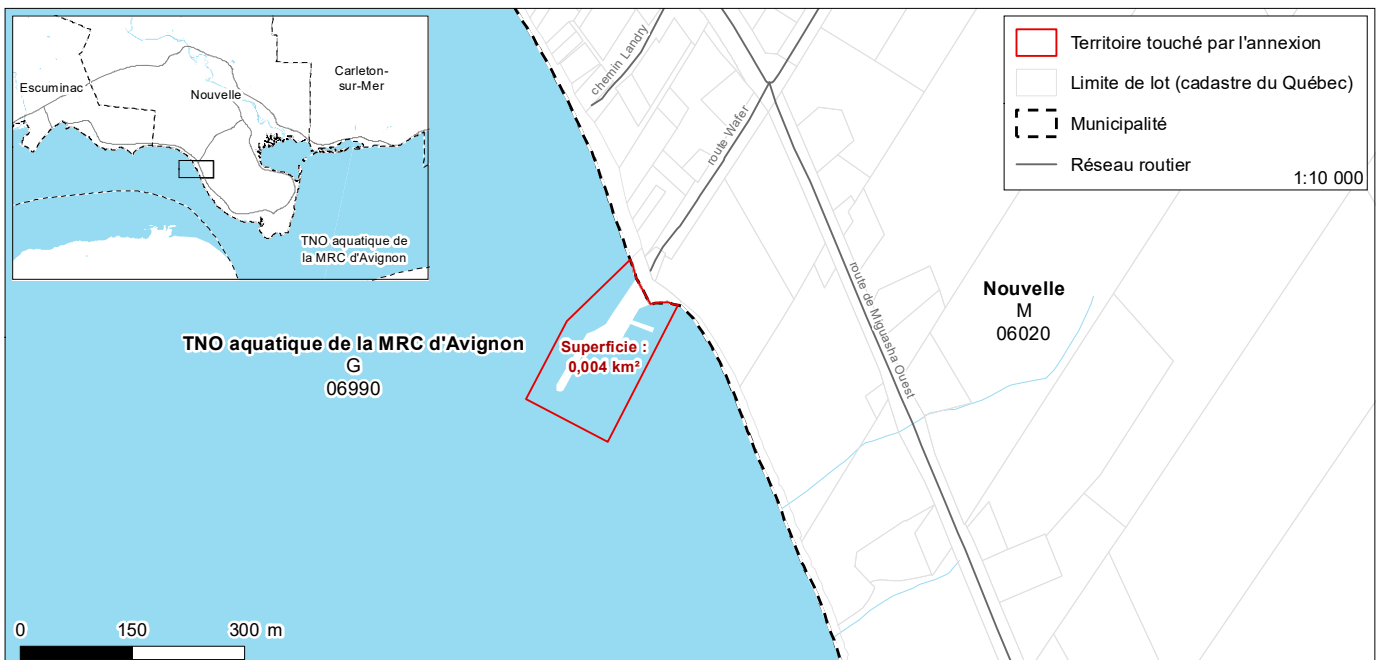 Escuminac
Nouvelle
Carleton-
sur-Mer
TNO aquatique de
la MRC d'Avignon
chemin Landry
route Wafer
route de Miguasha Ouest
Territoire touché par l'annexion
Limite de lot (cadastre du Québec)
Municipalité
Réseau routier
1:10 000
Nouvelle
M
06020
TNO aquatique de la MRC d'Avignon
G
06990
Superficie :
0,004 km²
0 150 300 m